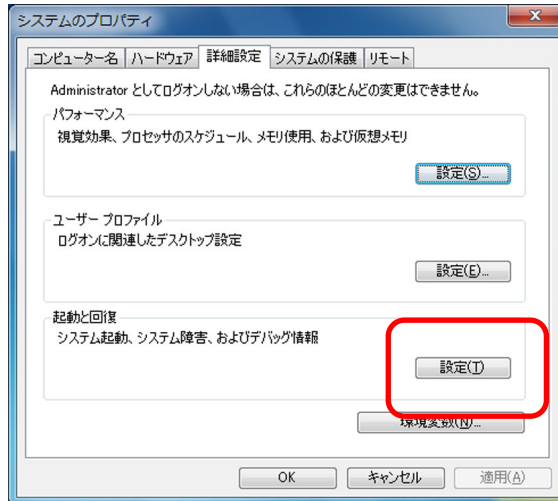 システムのプロパティ
コンピューター名 ハードウェア 詳細設定 システムの保護 リモート
Administrator としてログオンしない場合は、これらのほとんどの変更はできません。
パフォーマンス
視覚効果、プロセッサのスケジュール、メモリ使用、および仮想メモリ
設定(S)...
ユーザー プロファイル
ログオンに関連したデスクトップ設定
設定(E)...
起動と回復
システム起動、システム障害、およびデバッグ情報
設定(T)
環境変数(N)...
OK キャンセル 適用(A)